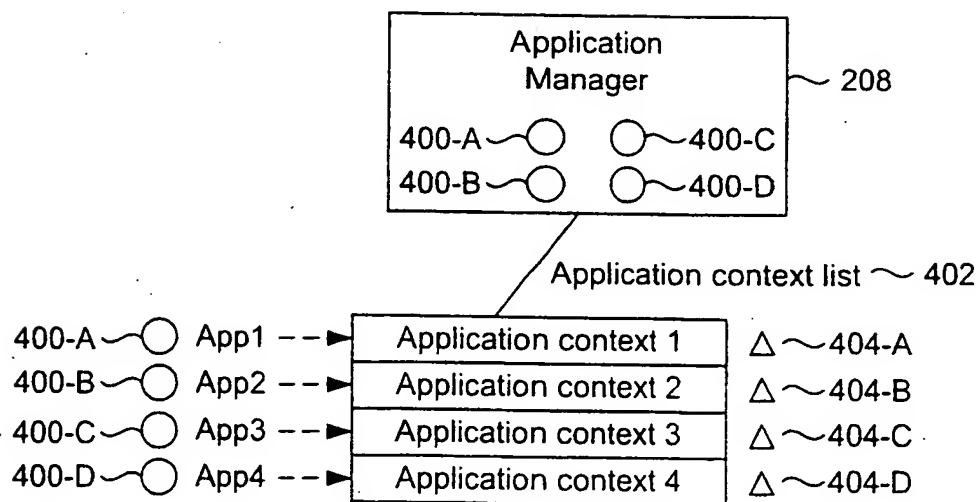 Application
Manager
208
400-A 400-C
400-B 400-D
Application context list 402
400-A App1 Application context 1 404-A
400-B App2 Application context 2 404-B
400-C App3 Application context 3 404-C
400-D App4 Application context 4 404-D